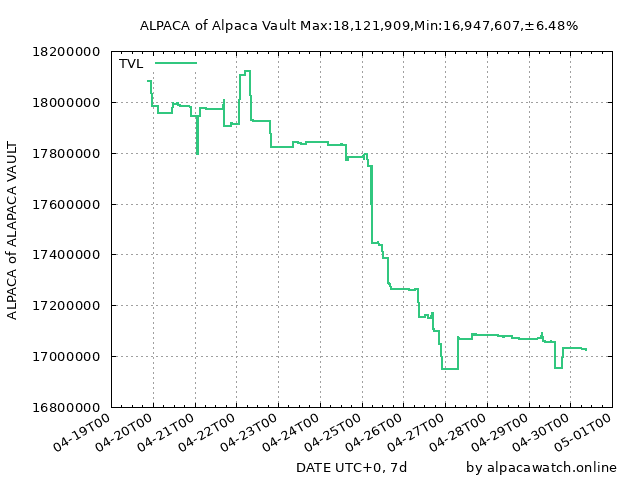 ALPACA of Alpaca Vault Max:18,121,909,Min:16,947,607,±6.48%
TVL
18200000
18000000
17800000
17600000
17400000
17200000
17000000
16800000
ALPACA of ALAPACA VAULT
04-19T00
04-20T00
04-21T00
04-22T00
04-23T00
04-24T00
04-25T00
04-26T00
04-27T00
04-28T00
04-29T00
04-30T00
05-01T00
DATE UTC+0, 7d
by alpacawatch.online